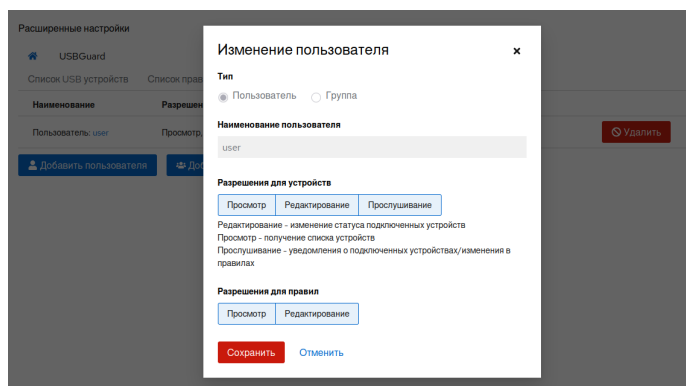 Расширенные настройки
USBGuard
Список USB устройств Список прав
Наименование Разрешен
Пользователь: user Просмотр,
Удалить
Добавить пользователя Доб
Изменение пользователя ×
Тип
Пользователь Группа
Наименование пользователя
user
Разрешения для устройств
Просмотр Редактирование Прослушивание
Редактирование - изменение статуса подключенных устройств
Просмотр - получение списка устройств
Прослушивание - уведомления о подключенных устройствах/изменения в
правилах
Разрешения для правил
Просмотр Редактирование
Сохранить Отменить